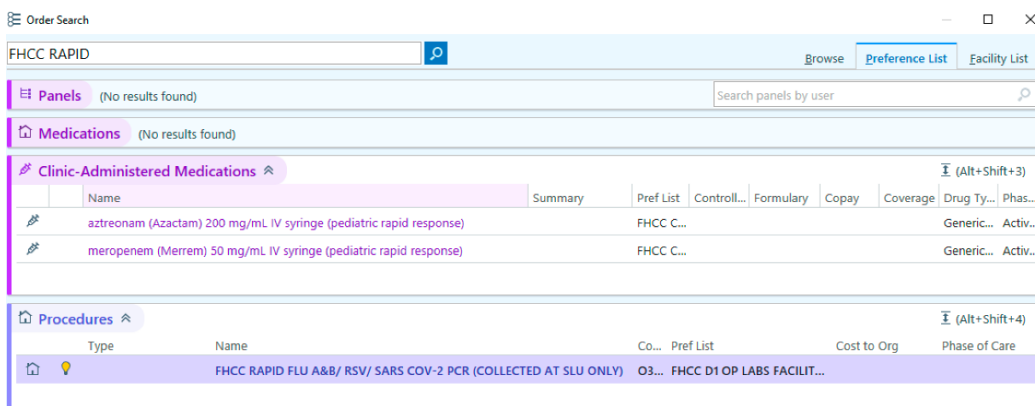 Order Search
FHCC RAPID
Browse Preference List Facility List
Panels (No results found) Search panels by user
Medications (No results found)
Clinic-Administered Medications (Alt+Shift+3)
Name Summary Pref List Controll... Formulary Copay Coverage Drug Ty... Phas...
aztreonam (Azactam) 200 mg/mL IV syringe (pediatric rapid response) FHCC C... Generic... Activ...
meropenem (Merrem) 50 mg/mL IV syringe (pediatric rapid response) FHCC C... Generic... Activ...
Procedures (Alt+Shift+4)
Type Name Co... Pref List Cost to Org Phase of Care
FHCC RAPID FLU A&B/ RSV/ SARS COV-2 PCR (COLLECTED AT SLU ONLY) O3... FHCC D1 OP LABS FACILIT...